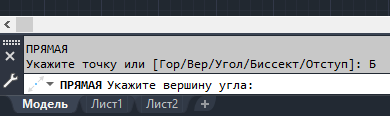 ПРЯМАЯ
Укажите точку или [Гор/Вер/Угол/Биссект/Отступ]: Б
ПРЯМАЯ Укажите вершину угла:
Модель Лист1 Лист2 +